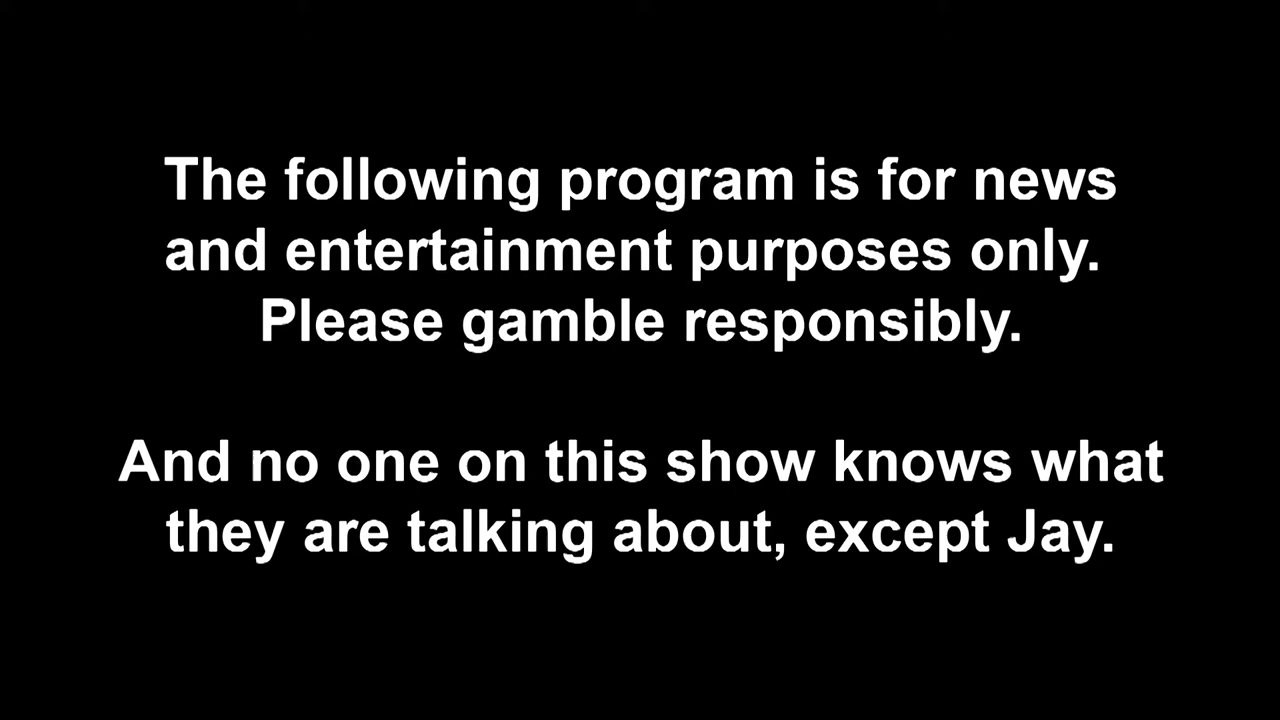 The following program is for news
and entertainment purposes only.
Please gamble responsibly.
And no one on this show knows what
they are talking about, except Jay.